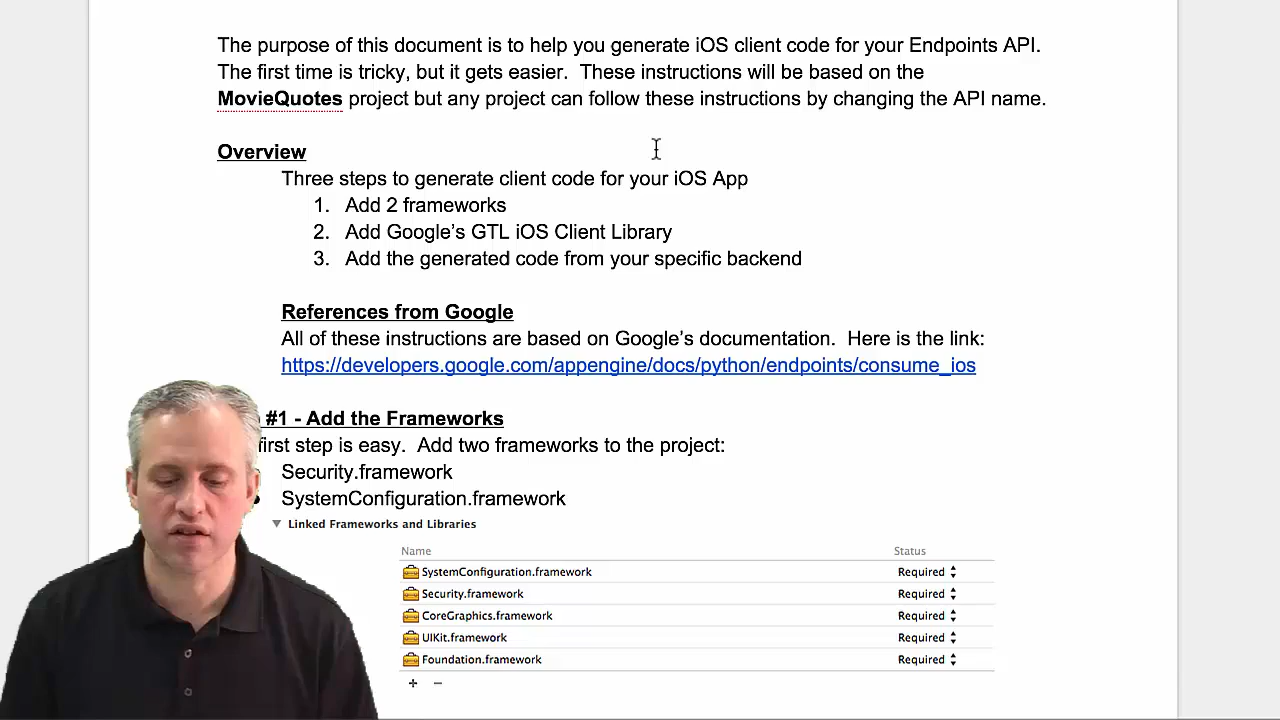 The purpose of this document is to help you generate iOS client code for your Endpoints API.
The first time is tricky, but it gets easier.  These instructions will be based on the
MovieQuotes project but any project can follow these instructions by changing the API name.
Overview
Three steps to generate client code for your iOS App
1. Add 2 frameworks
2. Add Google’s GTL iOS Client Library
3. Add the generated code from your specific backend
References from Google
All of these instructions are based on Google’s documentation.  Here is the link:
https://developers.google.com/appengine/docs/python/endpoints/consume_ios
#1 - Add the Frameworks
first step is easy.  Add two frameworks to the project:
Security.framework
SystemConfiguration.framework
Linked Frameworks and Libraries
Name Status
SystemConfiguration.framework Required
Security.framework Required
CoreGraphics.framework Required
UIKit.framework Required
Foundation.framework Required
+ −